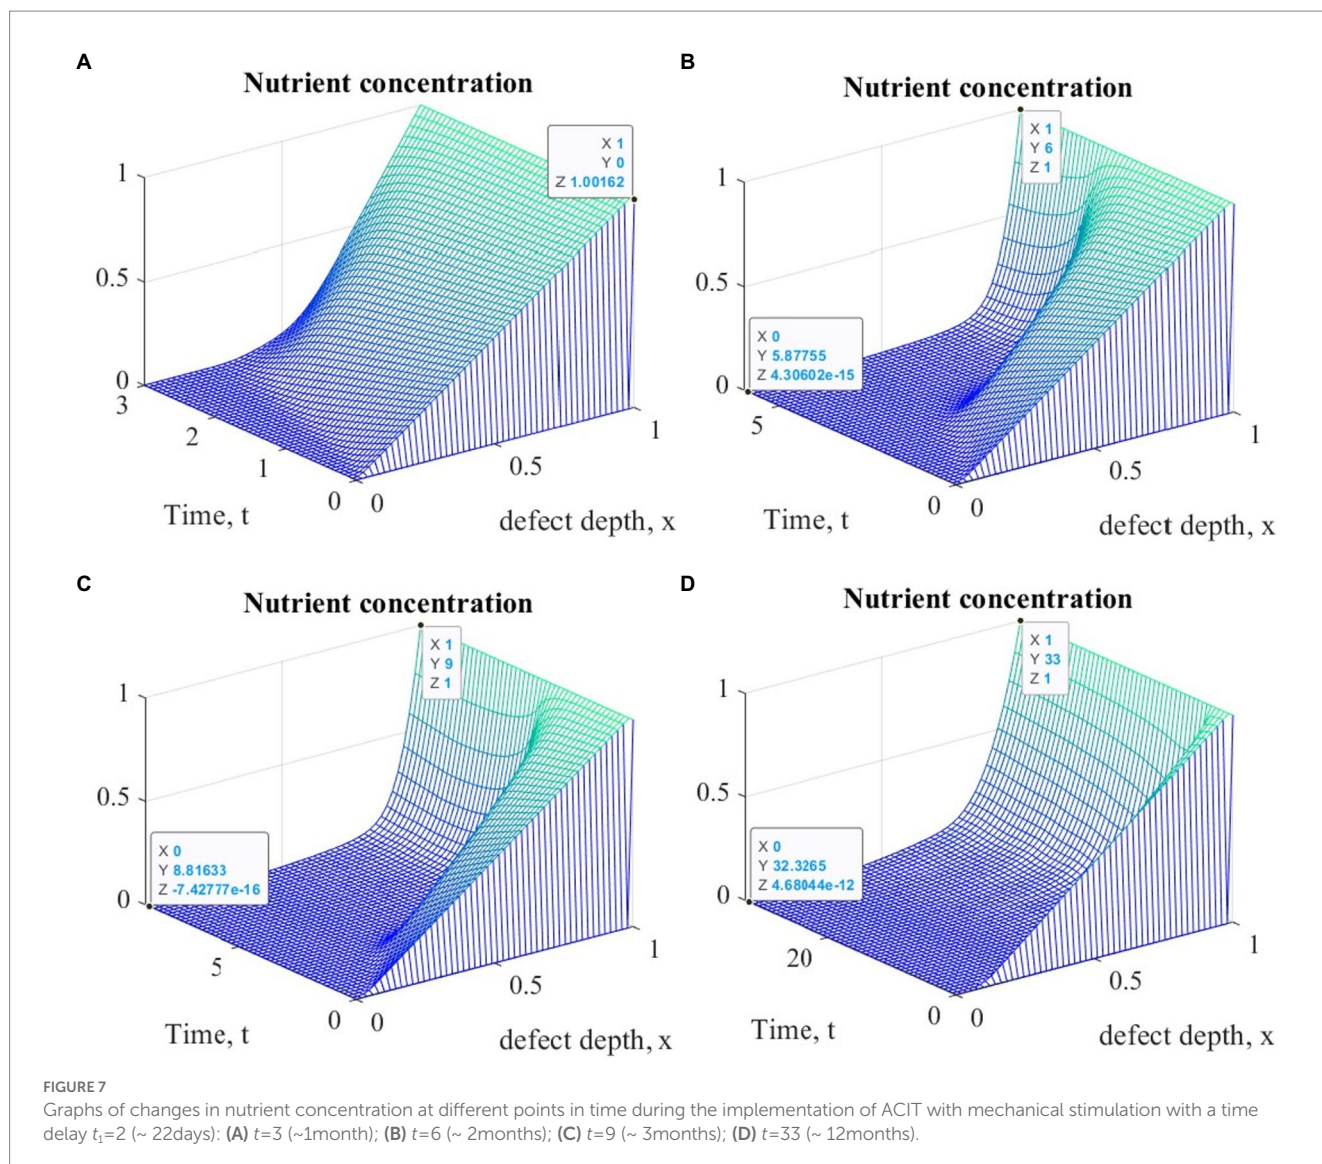 A
Nutrient concentration
X 1
Y 0
Z 1.00162
1
0.5
0
3
2
1
0
0
0.5
1
Time, t
defect depth, x
B
Nutrient concentration
X 1
Y 6
Z 1
X 0
Y 5.87755
Z 4.30602e-15
1
0.5
0
5
0
0
0.5
1
Time, t
defect depth, x
C
Nutrient concentration
X 1
Y 9
Z 1
X 0
Y 8.81633
Z -7.42777e-16
1
0.5
0
5
0
0
0.5
1
Time, t
defect depth, x
D
Nutrient concentration
X 1
Y 33
Z 1
X 0
Y 32.3265
Z 4.68044e-12
1
0.5
0
20
0
0
0.5
1
Time, t
defect depth, x
FIGURE 7
Graphs of changes in nutrient concentration at different points in time during the implementation of ACIT with mechanical stimulation with a time
delay t₁=2 (~ 22days): (A) t=3 (~1month); (B) t=6 (~ 2months); (C) t=9 (~ 3months); (D) t=33 (~ 12months).